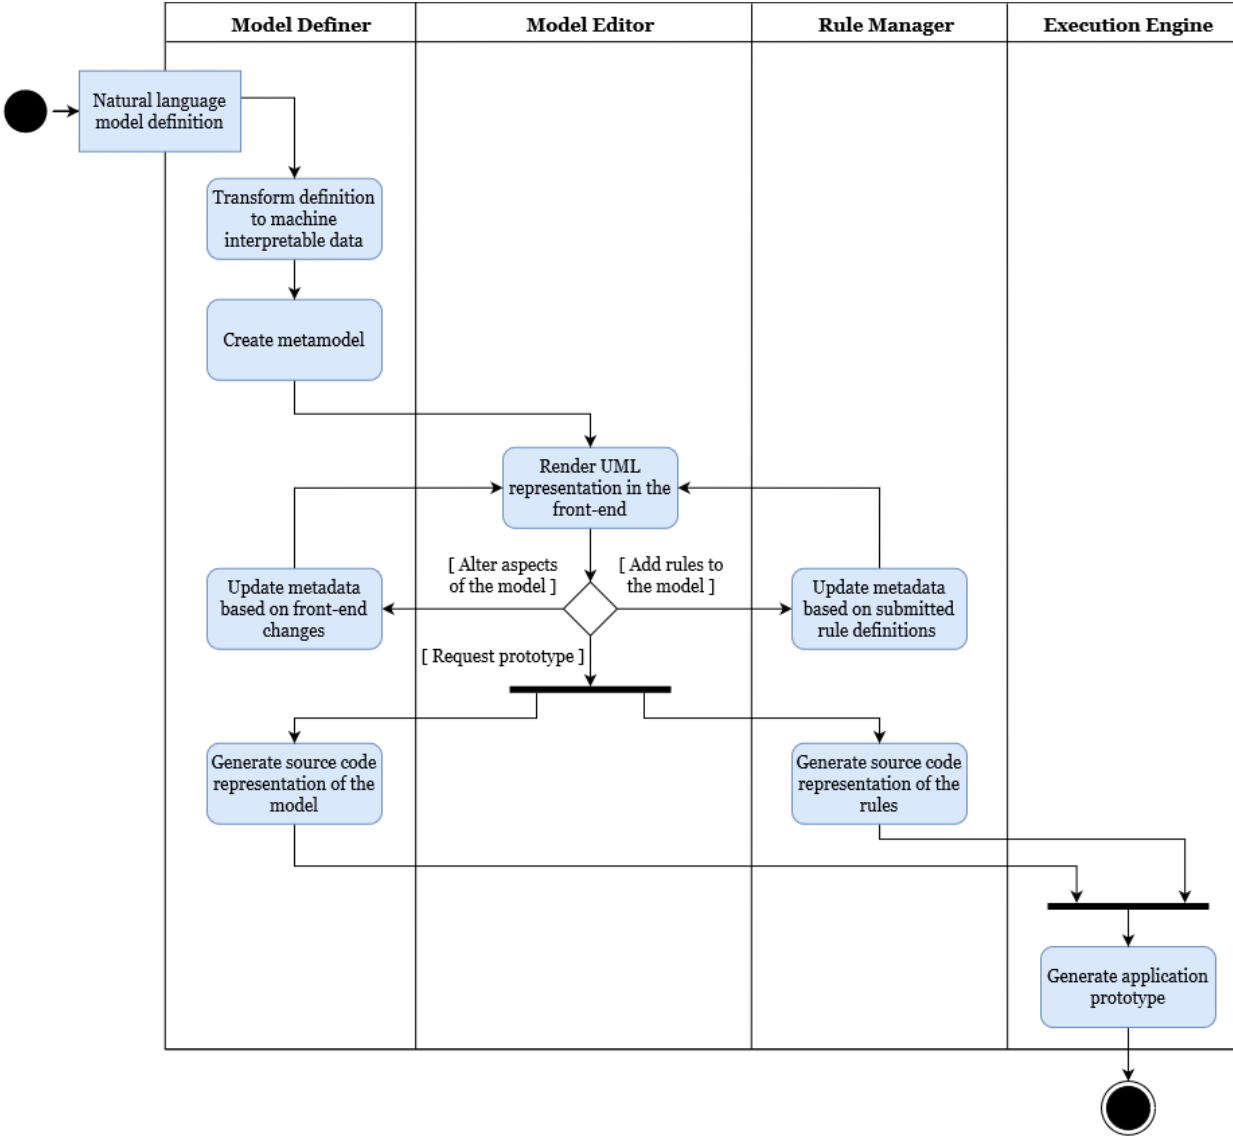 Model Definer
Model Editor
Rule Manager
Execution Engine
Natural language
model definition
Transform definition
to machine
interpretable data
Create metamodel
Render UML
representation in the
front-end
[ Alter aspects
of the model ]
[ Add rules to
the model ]
Update metadata
based on front-end
changes
Update metadata
based on submitted
rule definitions
[ Request prototype ]
Generate source code
representation of the
model
Generate source code
representation of the
rules
Generate application
prototype